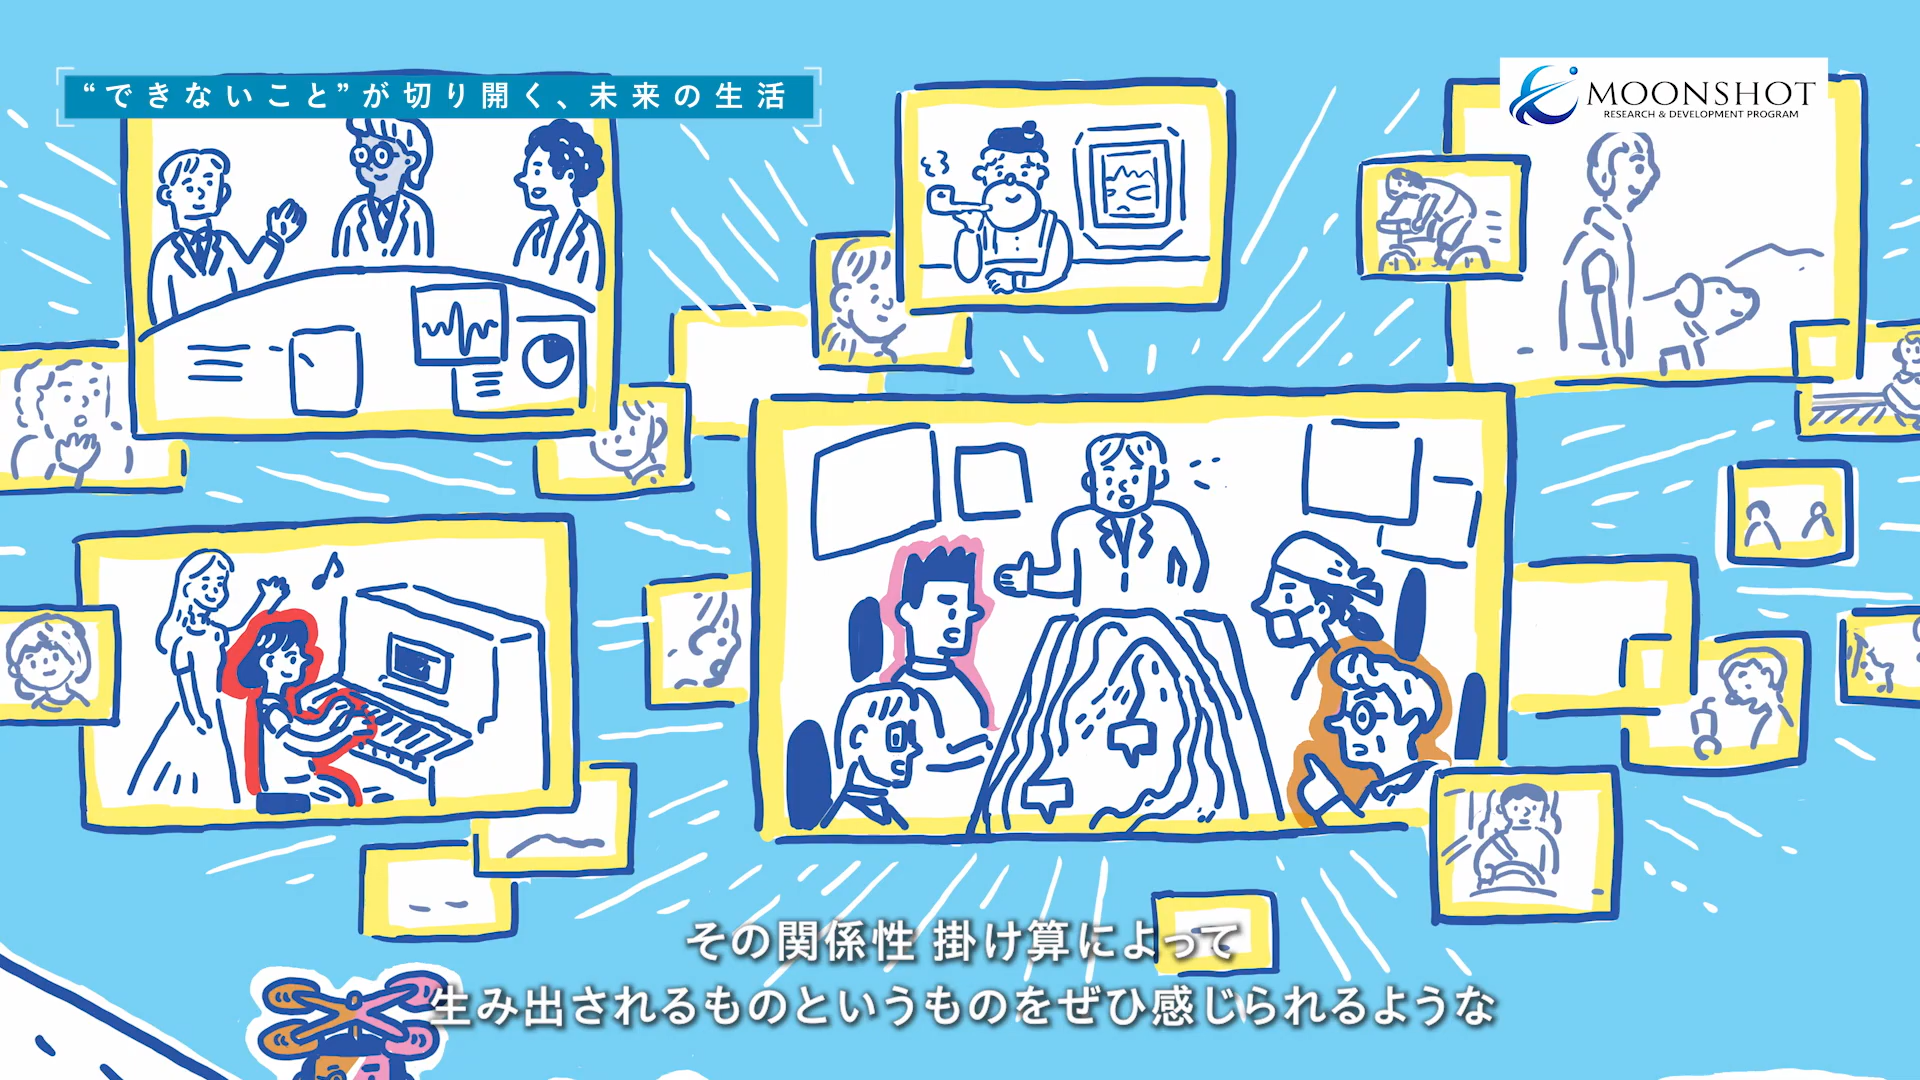 “できないこと”が切り開く、未来の生活
MOONSHOT
RESEARCH & DEVELOPMENT PROGRAM
その関係性 掛け算によって
生み出されるものというものをぜひ感じられるような